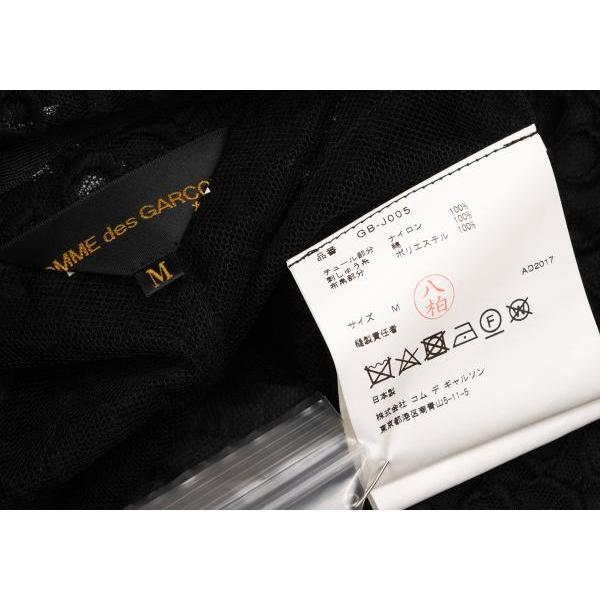 OMME des GARÇO
M
品番 GB-J005
チュール部分 ナイロン 100%
刺しゅう糸 綿 100%
布帛部分 ポリエステル 100%
サイズ M
八柏
AD2017
縫製責任者
日本製
株式会社 コム デ ギャルソン
東京都港区南青山5-11-5